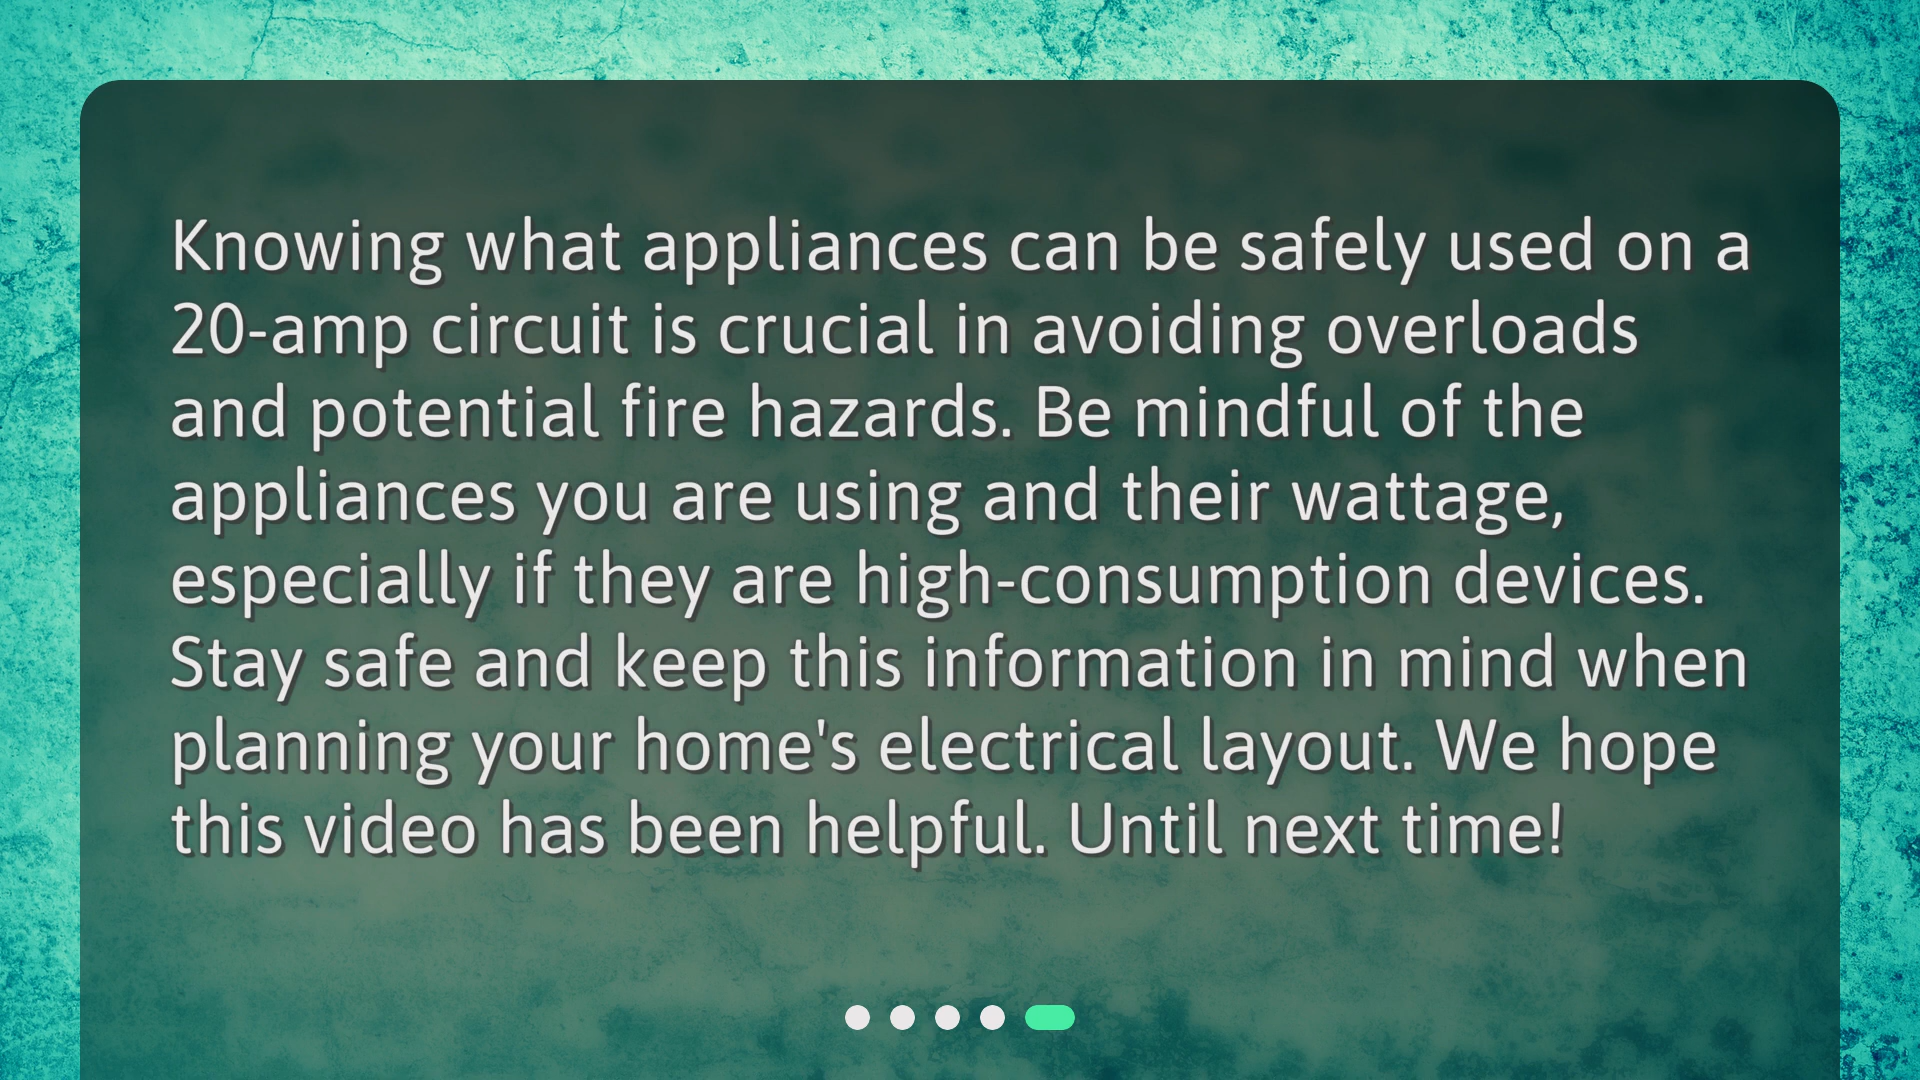 Knowing what appliances can be safely used on a
20-amp circuit is crucial in avoiding overloads
and potential fire hazards. Be mindful of the
appliances you are using and their wattage,
especially if they are high-consumption devices.
Stay safe and keep this information in mind when
planning your home's electrical layout. We hope
this video has been helpful. Until next time!